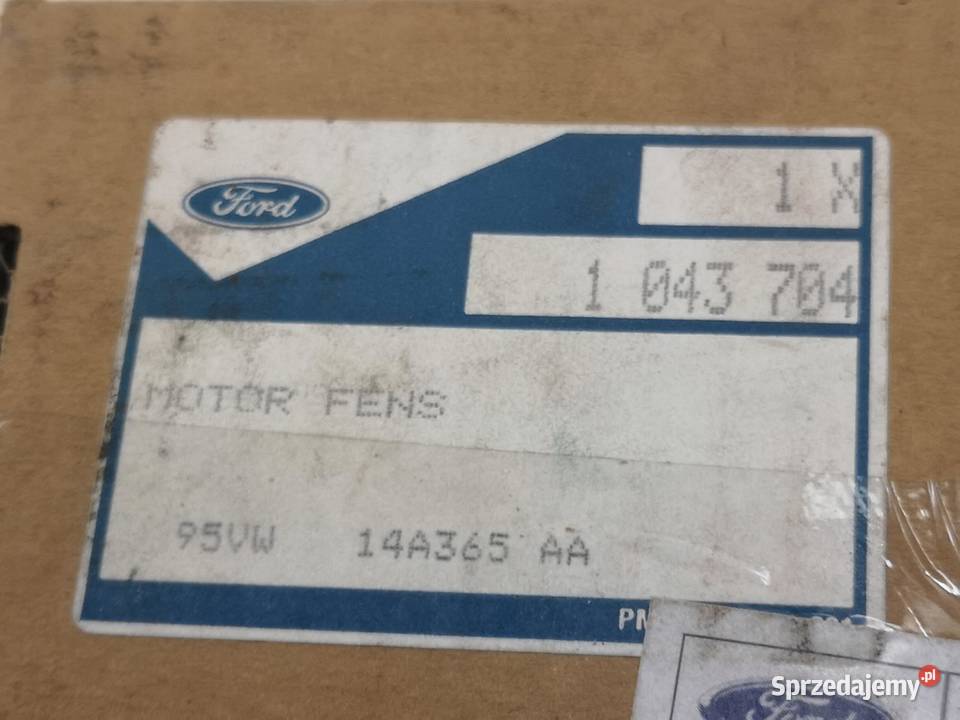 Ford
1 X
1 043 704
MOTOR FENS
95VW 14A365 AA
Sprzedajemy.pl